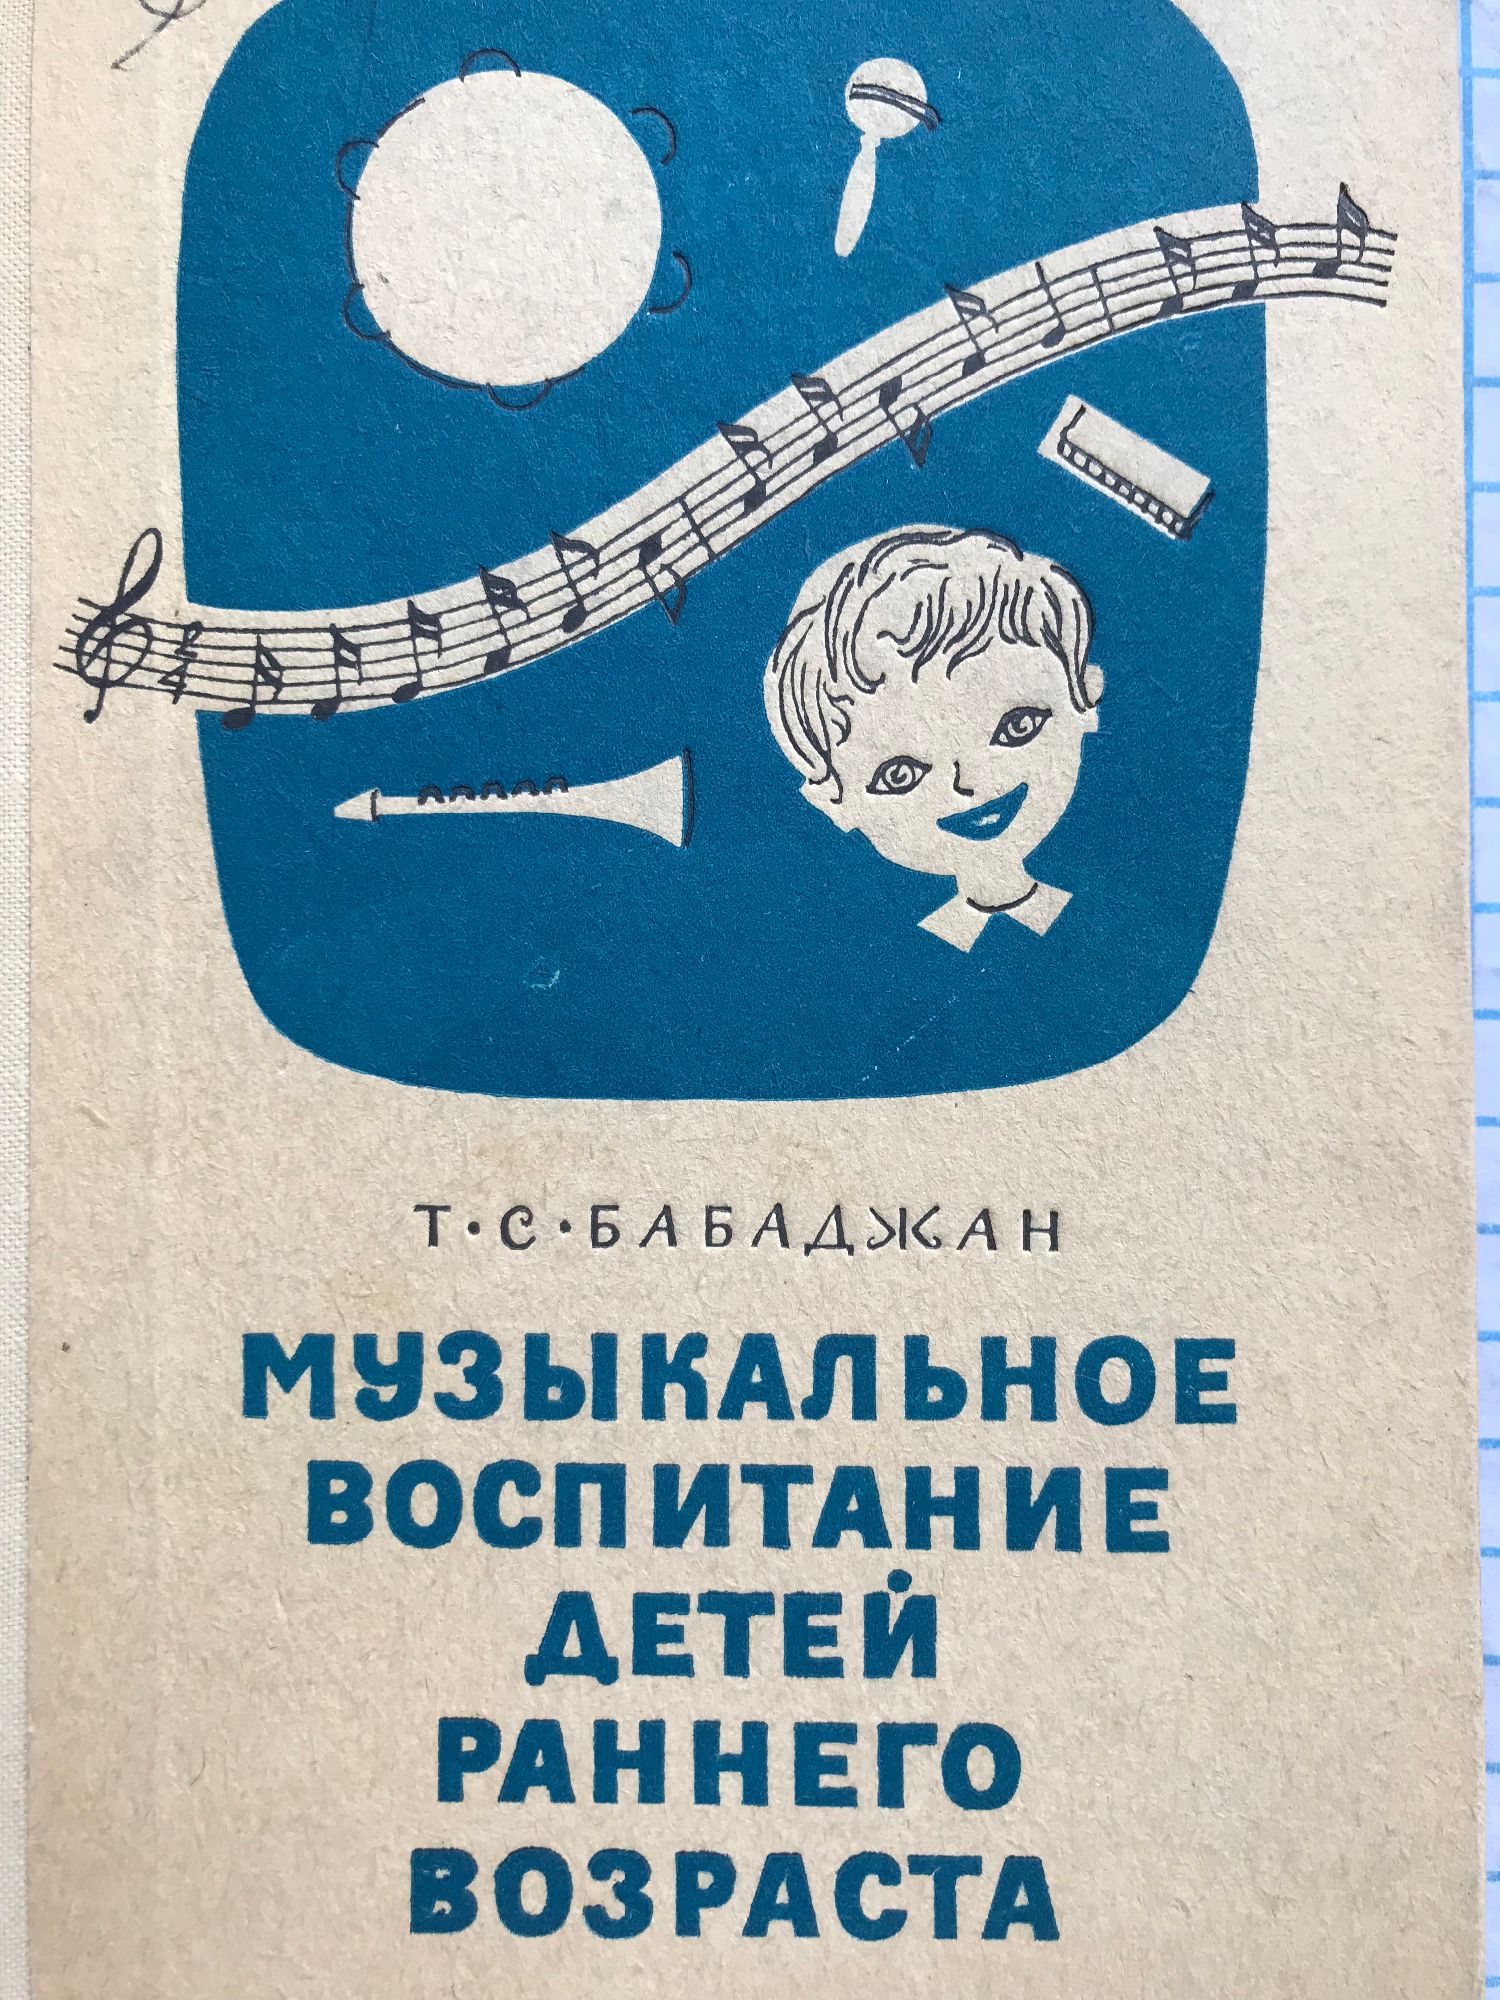 Т·С·БАБАДЖАН
МУЗЫКАЛЬНОЕ
ВОСПИТАНИЕ
ДЕТЕЙ
РАННЕГО
ВОЗРАСТА